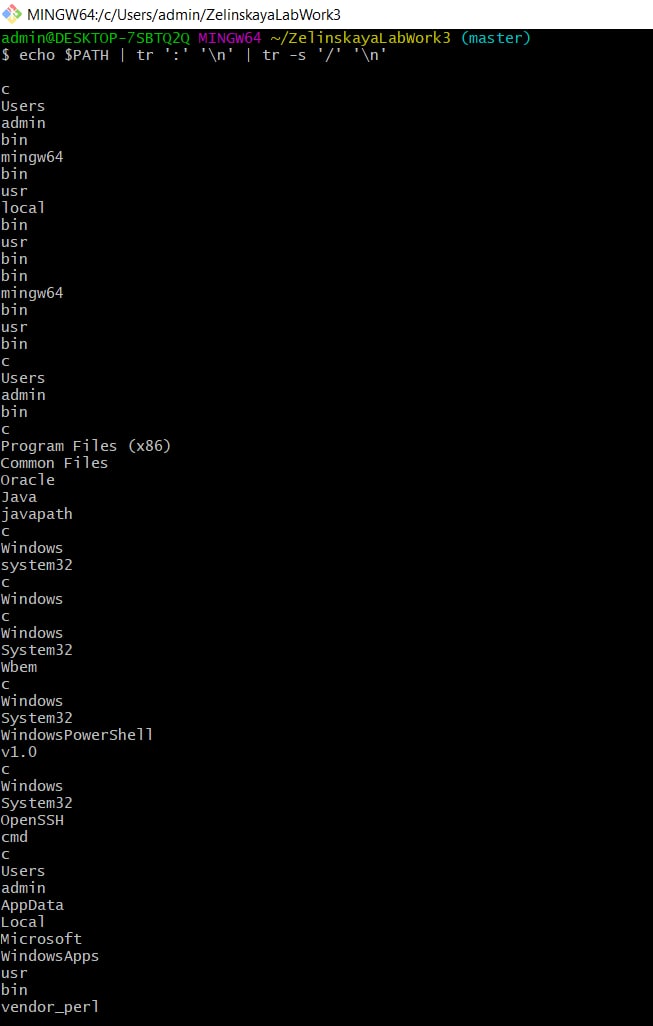 MINGW64:/c/Users/admin/ZelinskayaLabWork3
admin@DESKTOP-7SBTQ2Q MINGW64 ~/ZelinskayaLabWork3 (master)
$ echo $PATH | tr ':' '\n' | tr -s '/' '\n'
c
Users
admin
bin
mingw64
bin
usr
local
bin
usr
bin
bin
mingw64
bin
usr
bin
c
Users
admin
bin
c
Program Files (x86)
Common Files
Oracle
Java
javapath
c
Windows
system32
c
Windows
c
Windows
System32
Wbem
c
Windows
System32
WindowsPowerShell
v1.0
c
Windows
System32
OpenSSH
cmd
c
Users
admin
AppData
Local
Microsoft
WindowsApps
usr
bin
vendor_perl